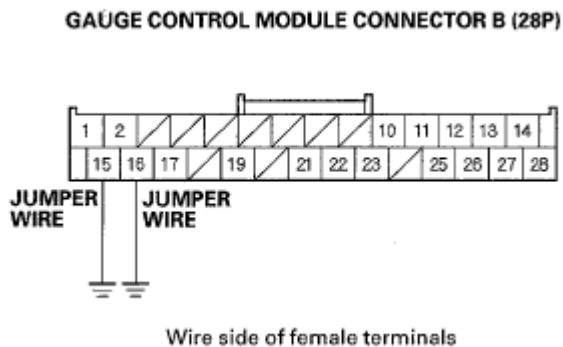 GAUGE CONTROL MODULE CONNECTOR B (28P)
1 2 10 11 12 13 14
15 16 17 19 21 22 23 25 26 27 28
JUMPER WIRE
JUMPER WIRE
Wire side of female terminals